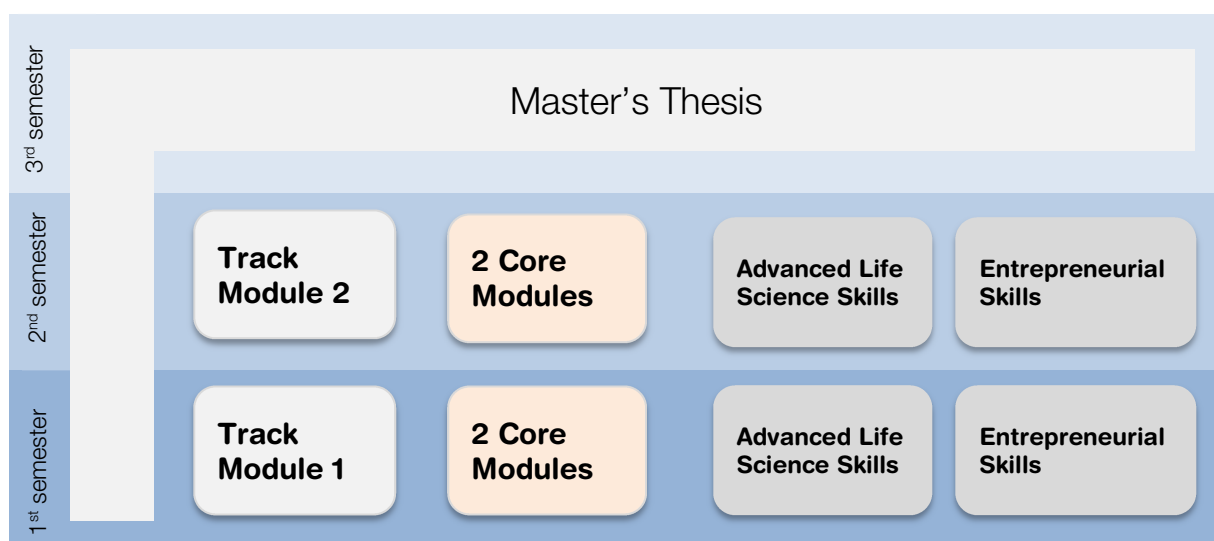 3rd semester
Master’s Thesis
2nd semester
Track
Module 2
2 Core
Modules
Advanced Life
Science Skills
Entrepreneurial
Skills
1st semester
Track
Module 1
2 Core
Modules
Advanced Life
Science Skills
Entrepreneurial
Skills